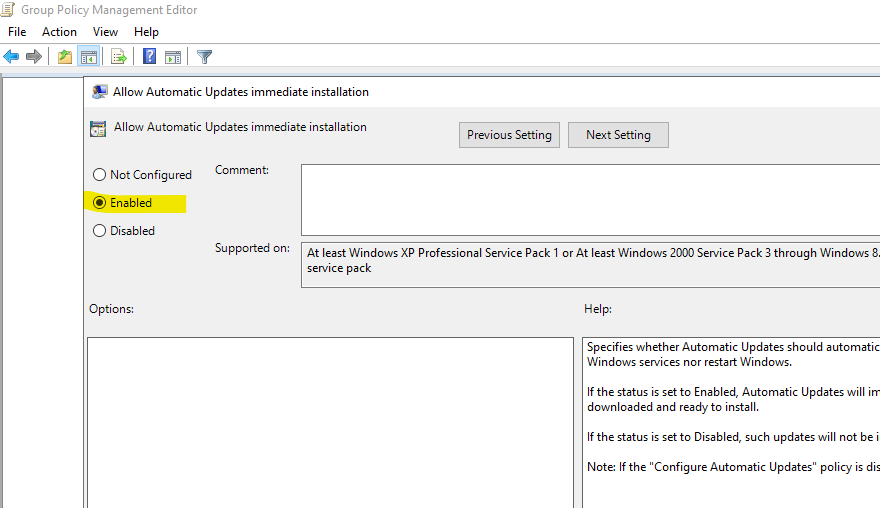 Group Policy Management Editor
File Action View Help
Allow Automatic Updates immediate installation
Allow Automatic Updates immediate installation
Previous Setting Next Setting
Not Configured
Comment:
Enabled
Disabled
Supported on:
At least Windows XP Professional Service Pack 1 or At least Windows 2000 Service Pack 3 through Windows 8.
service pack
Options:
Help:
Specifies whether Automatic Updates should automatic
Windows services nor restart Windows.
If the status is set to Enabled, Automatic Updates will im
downloaded and ready to install.
If the status is set to Disabled, such updates will not be i
Note: If the "Configure Automatic Updates" policy is dis